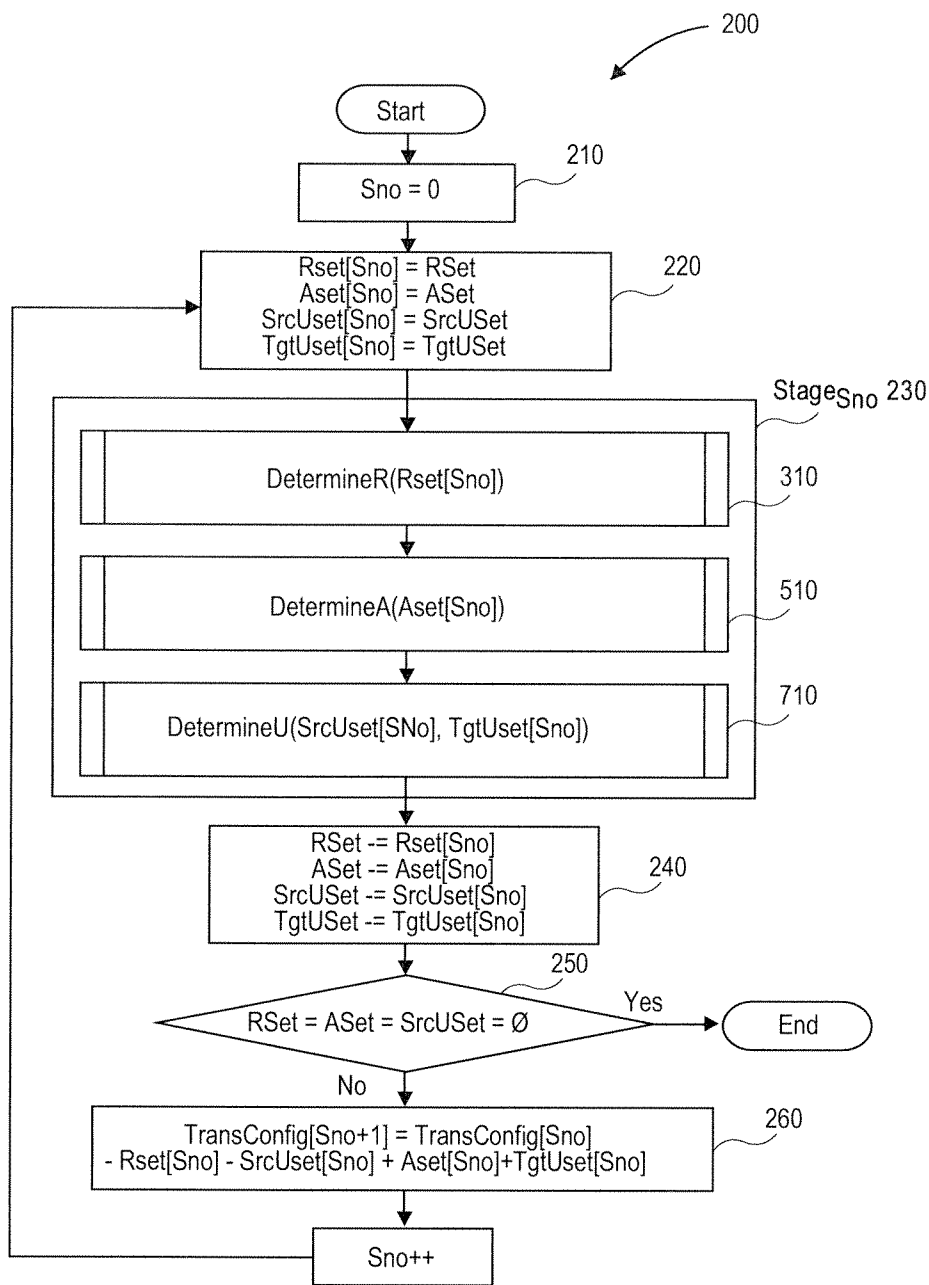 200
Start
210
Sno = 0
Rset[Sno] = RSet
Aset[Sno] = ASet
SrcUset[Sno] = SrcUSet
TgtUset[Sno] = TgtUSet
220
Stage Sno 230
DetermineR(Rset[Sno])
310
DetermineA(Aset[Sno])
510
DetermineU(SrcUset[SNo], TgtUset[Sno])
710
RSet -= Rset[Sno]
ASet -= Aset[Sno]
SrcUSet -= SrcUset[Sno]
TgtUSet -= TgtUset[Sno]
240
250
RSet = ASet = SrcUSet = Ø
Yes
End
No
TransConfig[Sno+1] = TransConfig[Sno]
- Rset[Sno] - SrcUset[Sno] + Aset[Sno]+TgtUset[Sno]
260
Sno++